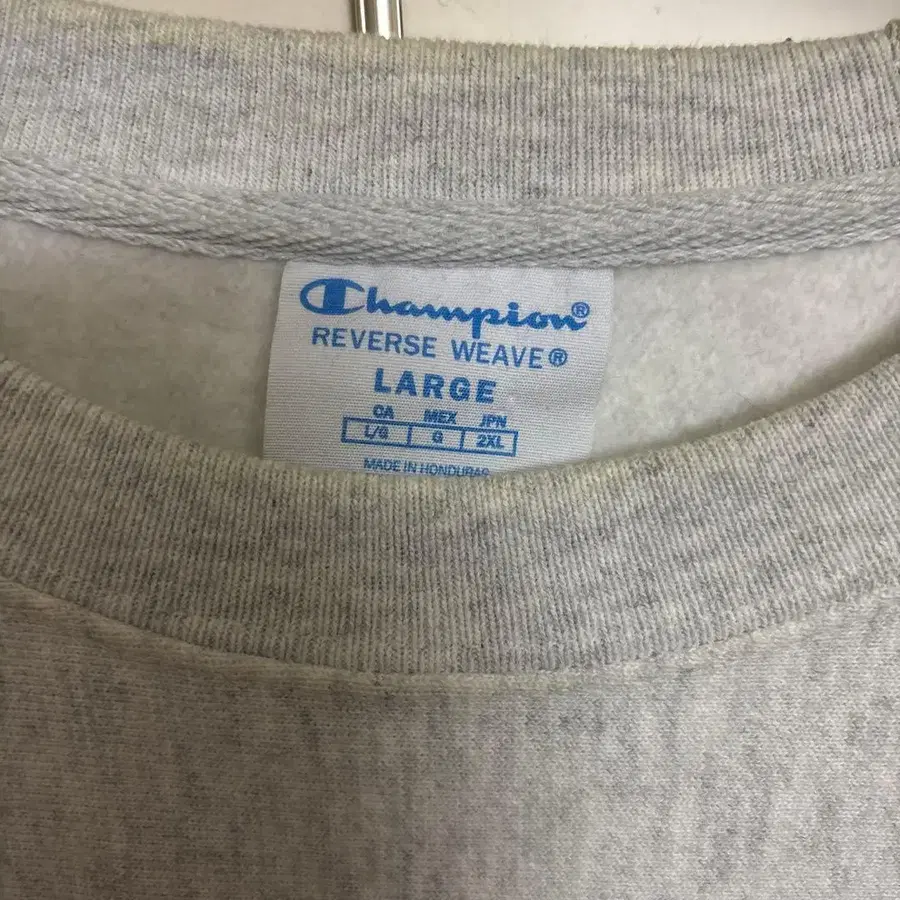 Champion®
REVERSE WEAVE®
LARGE
CA MEX JPN
L/G G 2XL
MADE IN HONDURAS